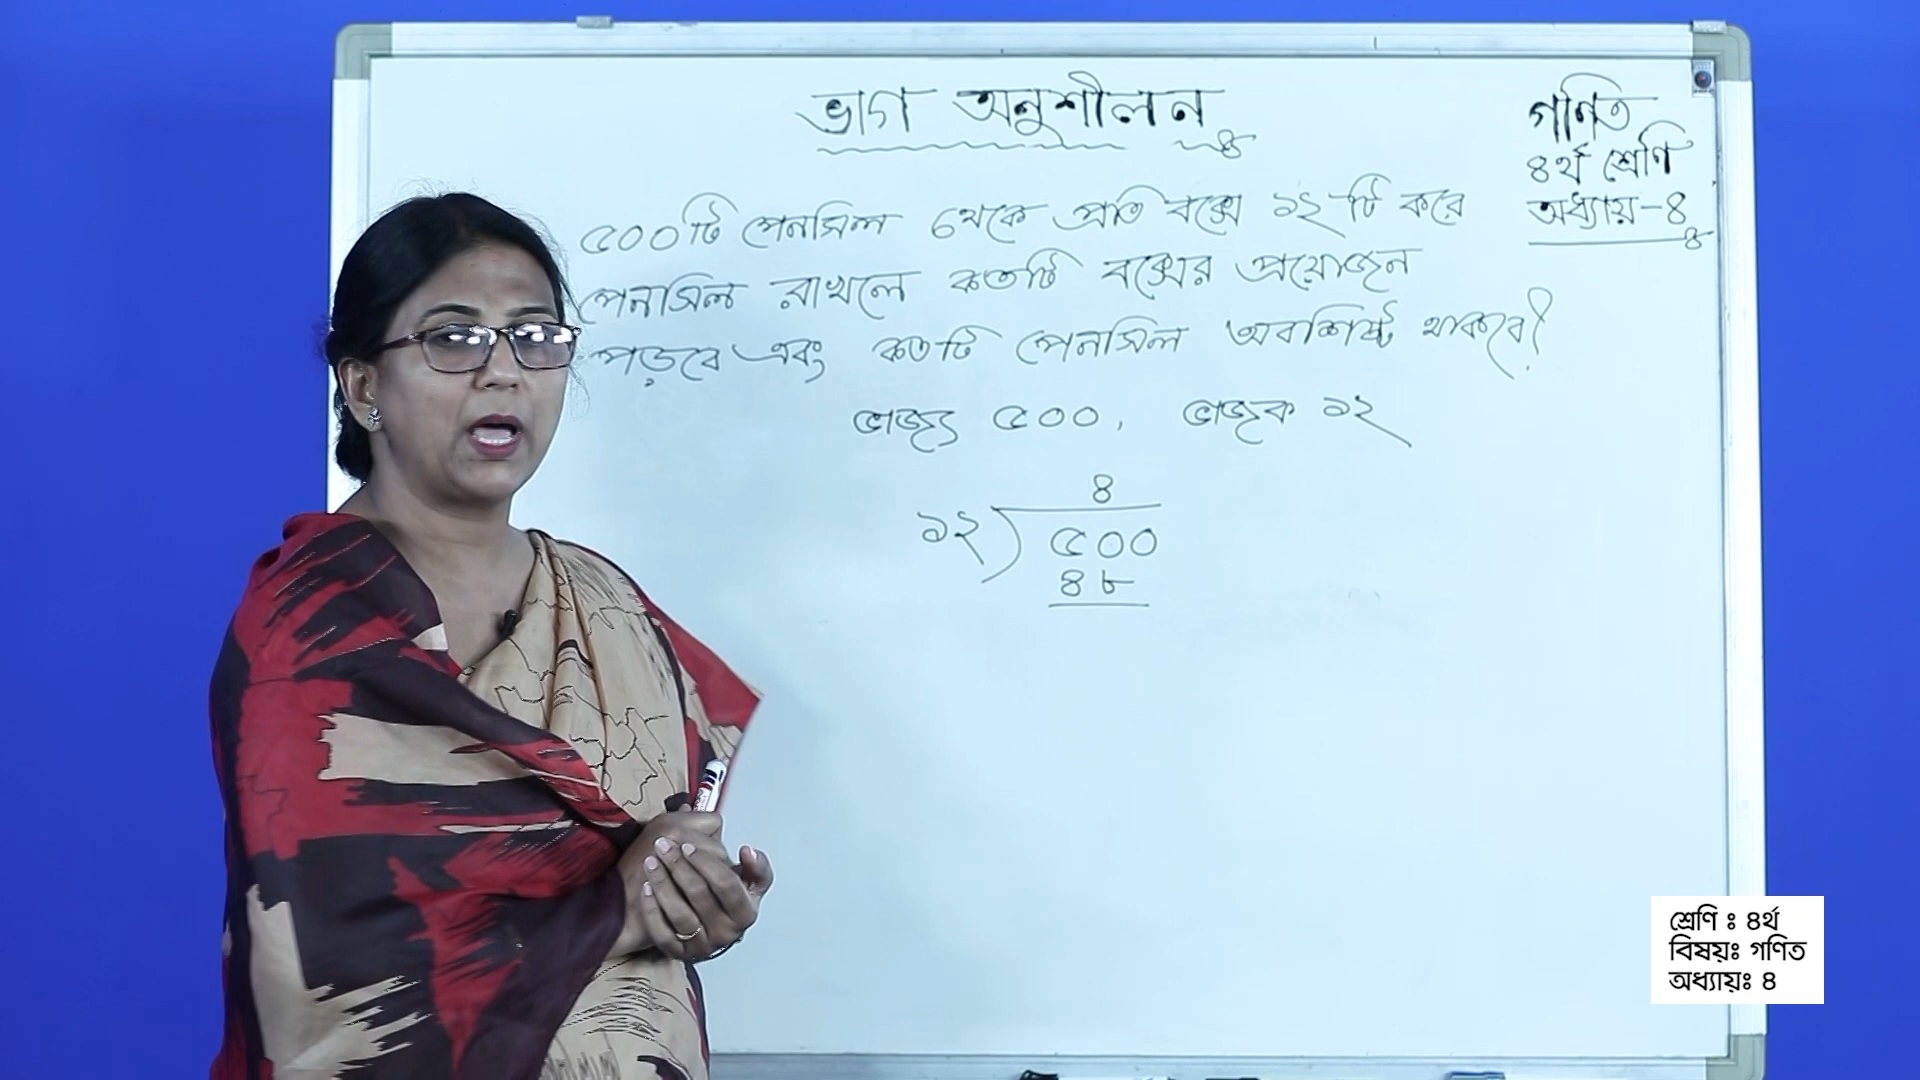 ভাগ অনুশীলন
গণিত
৪র্থ শ্রেণি
অধ্যায়-৪
৫০০টি পেনসিল থেকে প্রতি বক্সে ১২টি করে
পেনসিল রাখলে কতটি বক্সের প্রয়োজন
পড়বে এবং কতটি পেনসিল অবশিষ্ট থাকবে?
ভাজ্য ৫০০, ভাজক ১২
৪
১২) ৫০০
৪৮
শ্রেণি ঃ ৪র্থ
বিষয়ঃ গণিত
অধ্যায়ঃ ৪